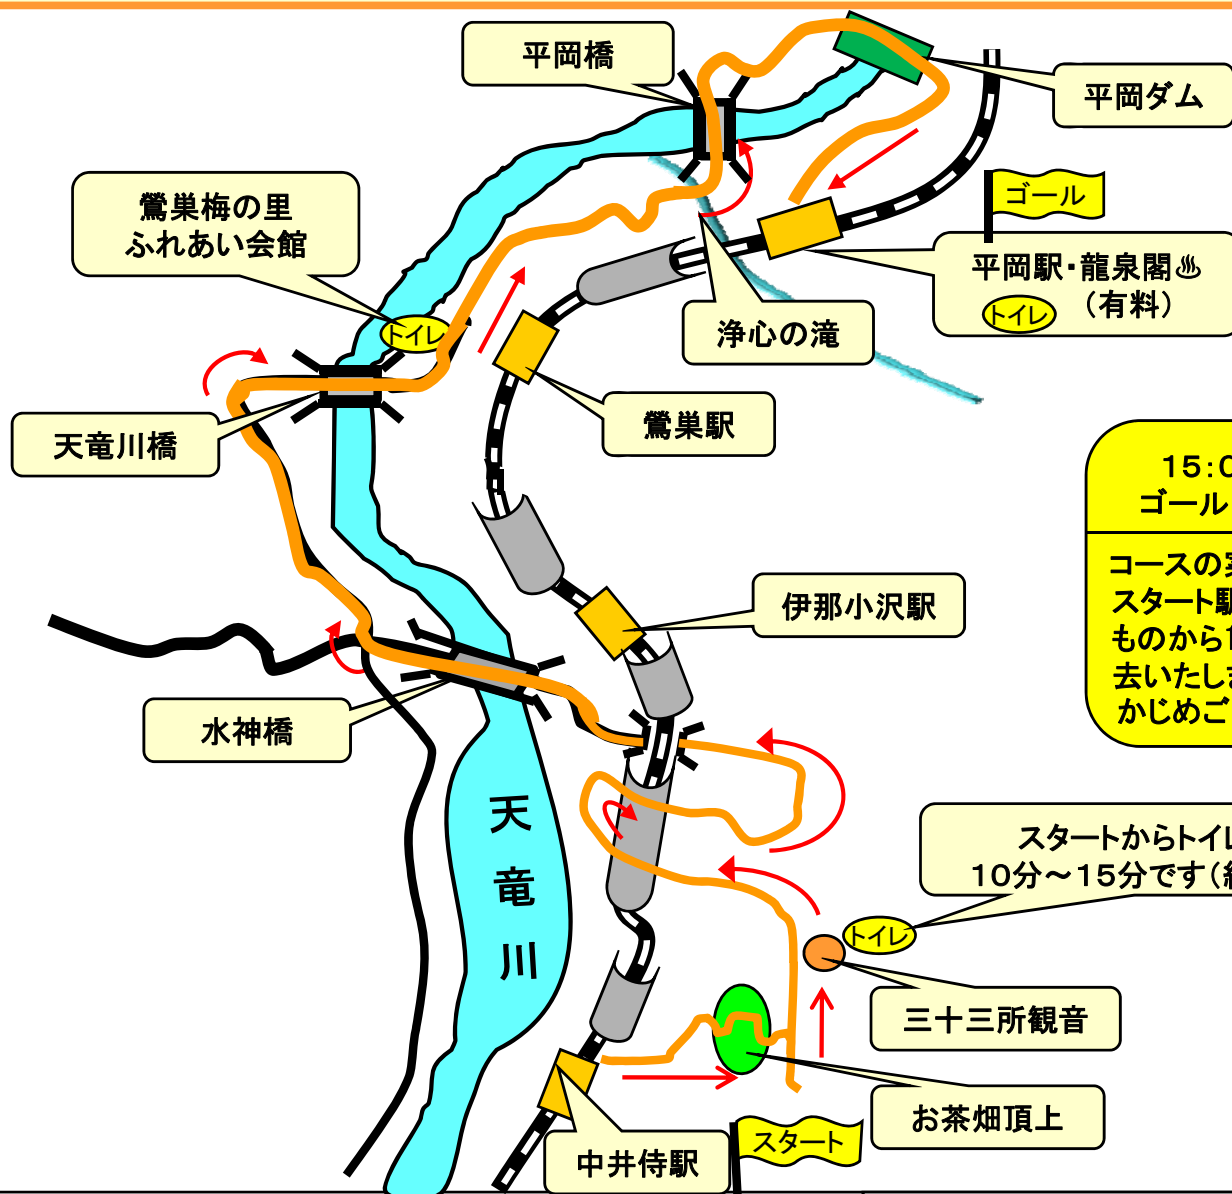 平岡橋
平岡ダム
鶯巣梅の里
ふれあい会館
ゴール
平岡駅・龍泉閣♨
トイレ
（有料）
トイレ
浄心の滝
天竜川橋
鶯巣駅
15：0
ゴール
コースの
スタート駅
ものから
去いたしま
かじめご
伊那小沢駅
水神橋
天竜川
スタートからトイレ
10分～15分です（
トイレ
三十三所観音
お茶畑頂上
スタート
中井侍駅